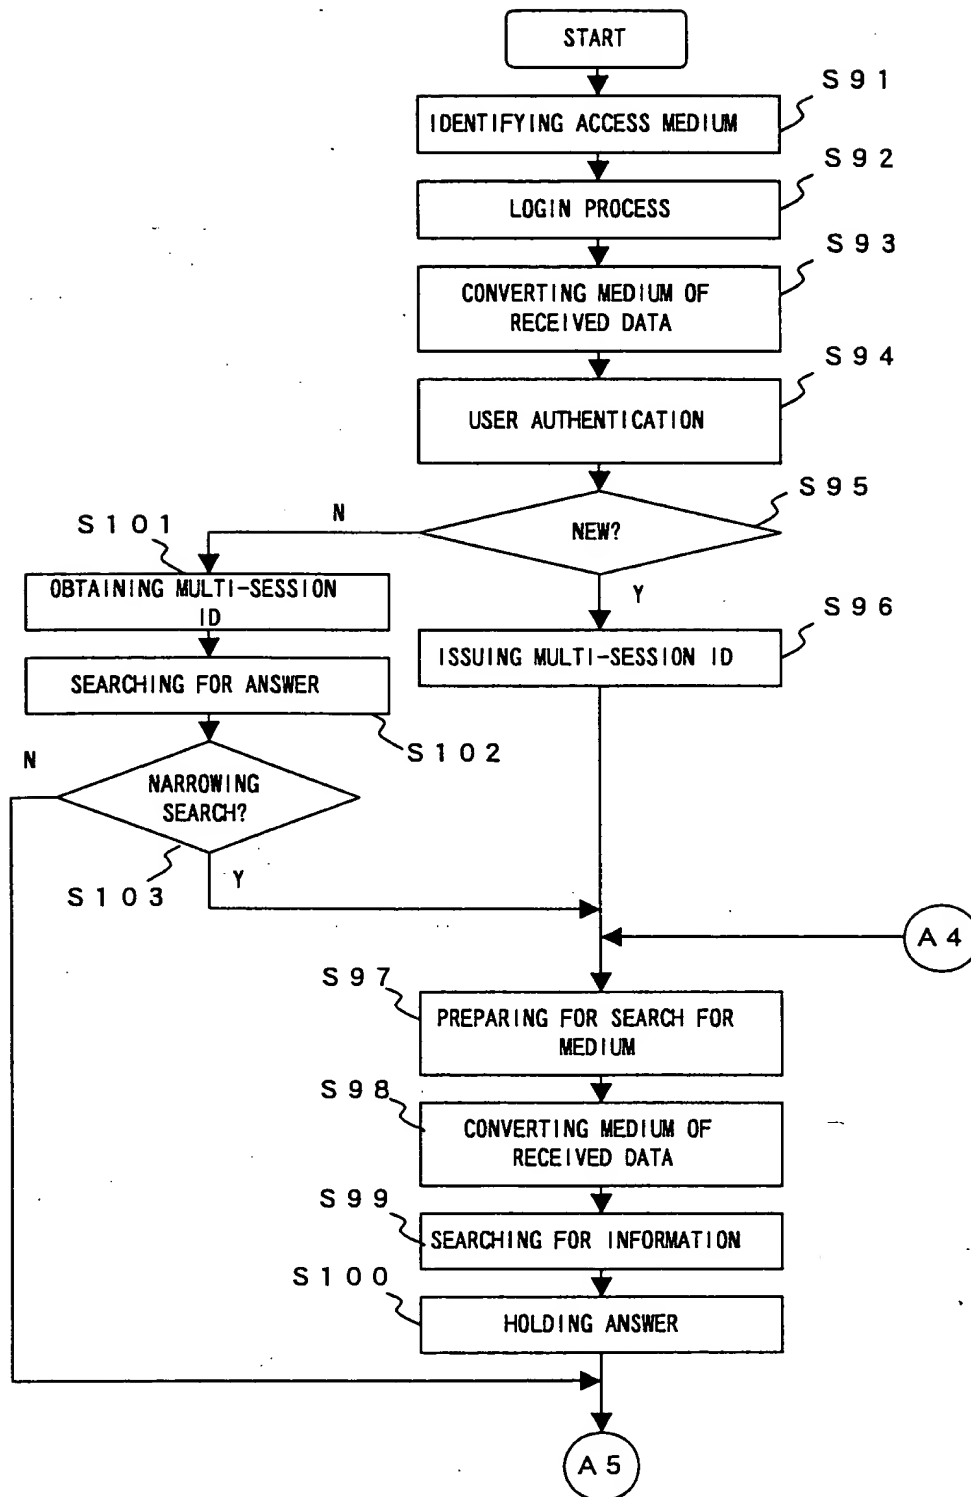 START
S91
IDENTIFYING ACCESS MEDIUM
S92
LOGIN PROCESS
S93
CONVERTING MEDIUM OF
RECEIVED DATA
S94
USER AUTHENTICATION
S95
NEW?
N
Y
S101
OBTAINING MULTI-SESSION
ID
S96
ISSUING MULTI-SESSION ID
SEARCHING FOR ANSWER
S102
N
NARROWING
SEARCH?
S103
Y
A4
S97
PREPARING FOR SEARCH FOR
MEDIUM
S98
CONVERTING MEDIUM OF
RECEIVED DATA
S99
SEARCHING FOR INFORMATION
S100
HOLDING ANSWER
A5